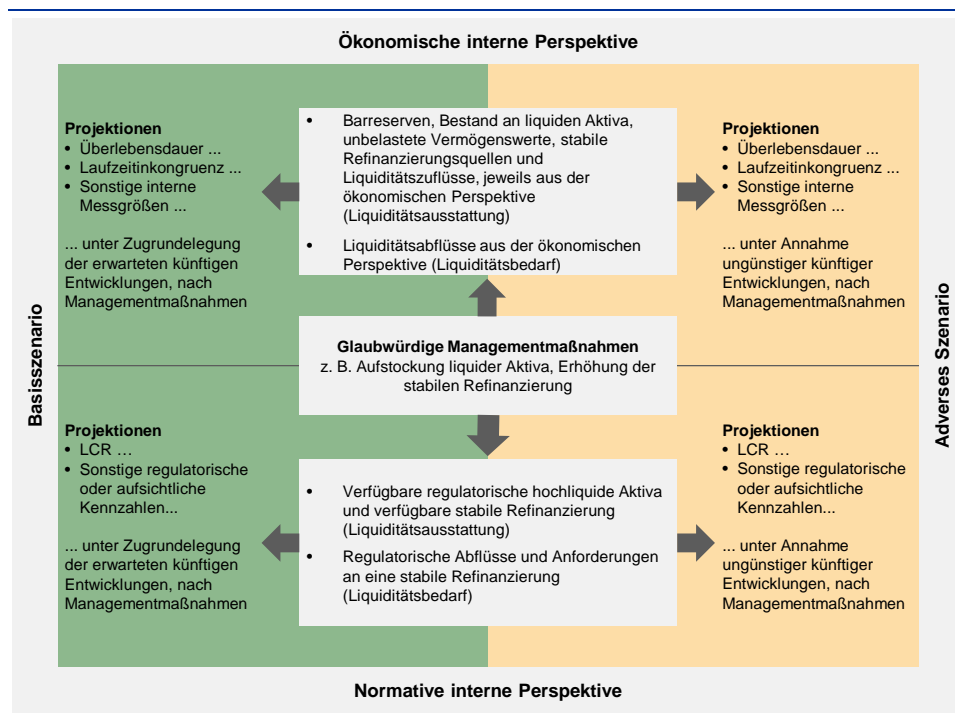 Ökonomische interne Perspektive
Basisszenario
Projektionen
• Überlebensdauer ...
• Laufzeitinkongruenz ...
• Sonstige interne
Messgrößen ...
... unter Zugrundelegung
der erwarteten künftigen
Entwicklungen, nach
Managementmaßnahmen
• Barreserven, Bestand an liquiden Aktiva,
unbelastete Vermögenswerte, stabile
Refinanzierungsquellen und
Liquiditätszuflüsse, jeweils aus der
ökonomischen Perspektive
(Liquiditätsausstattung)
• Liquiditätsabflüsse aus der ökonomischen
Perspektive (Liquiditätsbedarf)
Projektionen
• Überlebensdauer ...
• Laufzeitinkongruenz ...
• Sonstige interne
Messgrößen ...
... unter Annahme
ungünstiger künftiger
Entwicklungen, nach
Managementmaßnahmen
Adverses Szenario
Glaubwürdige Managementmaßnahmen
z. B. Aufstockung liquider Aktiva, Erhöhung der
stabilen Refinanzierung
Projektionen
• LCR …
• Sonstige regulatorische
oder aufsichtliche
Kennzahlen...
... unter Zugrundelegung
der erwarteten künftigen
Entwicklungen, nach
Managementmaßnahmen
• Verfügbare regulatorische hochliquide Aktiva
und verfügbare stabile Refinanzierung
(Liquiditätsausstattung)
• Regulatorische Abflüsse und Anforderungen
an eine stabile Refinanzierung
(Liquiditätsbedarf)
Projektionen
• LCR …
• Sonstige regulatorische
oder aufsichtliche
Kennzahlen...
... unter Annahme
ungünstiger künftiger
Entwicklungen, nach
Managementmaßnahmen
Normative interne Perspektive